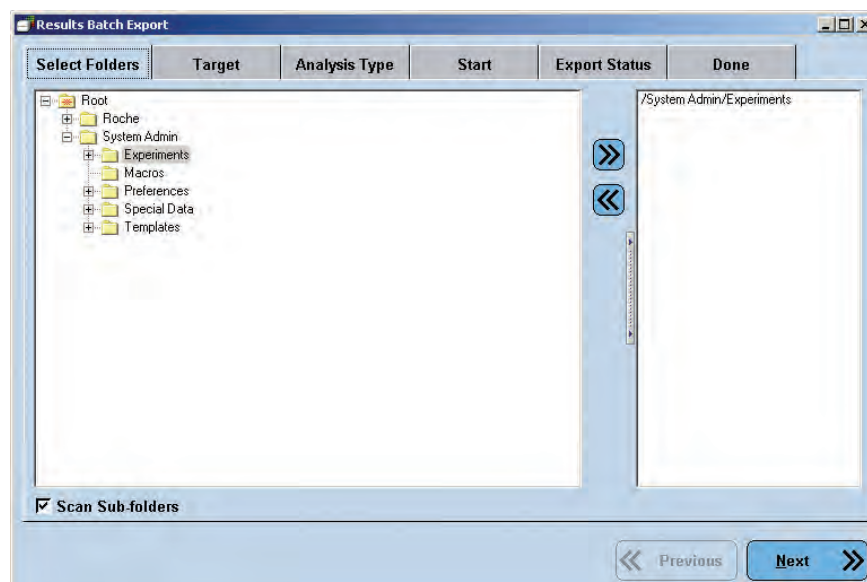 Results Batch Export
Select Folders Target Analysis Type Start Export Status Done
Root
Roche
System Admin
Experiments
Macros
Preferences
Special Data
Templates
/System Admin/Experiments
Scan Sub-folders
Previous Next